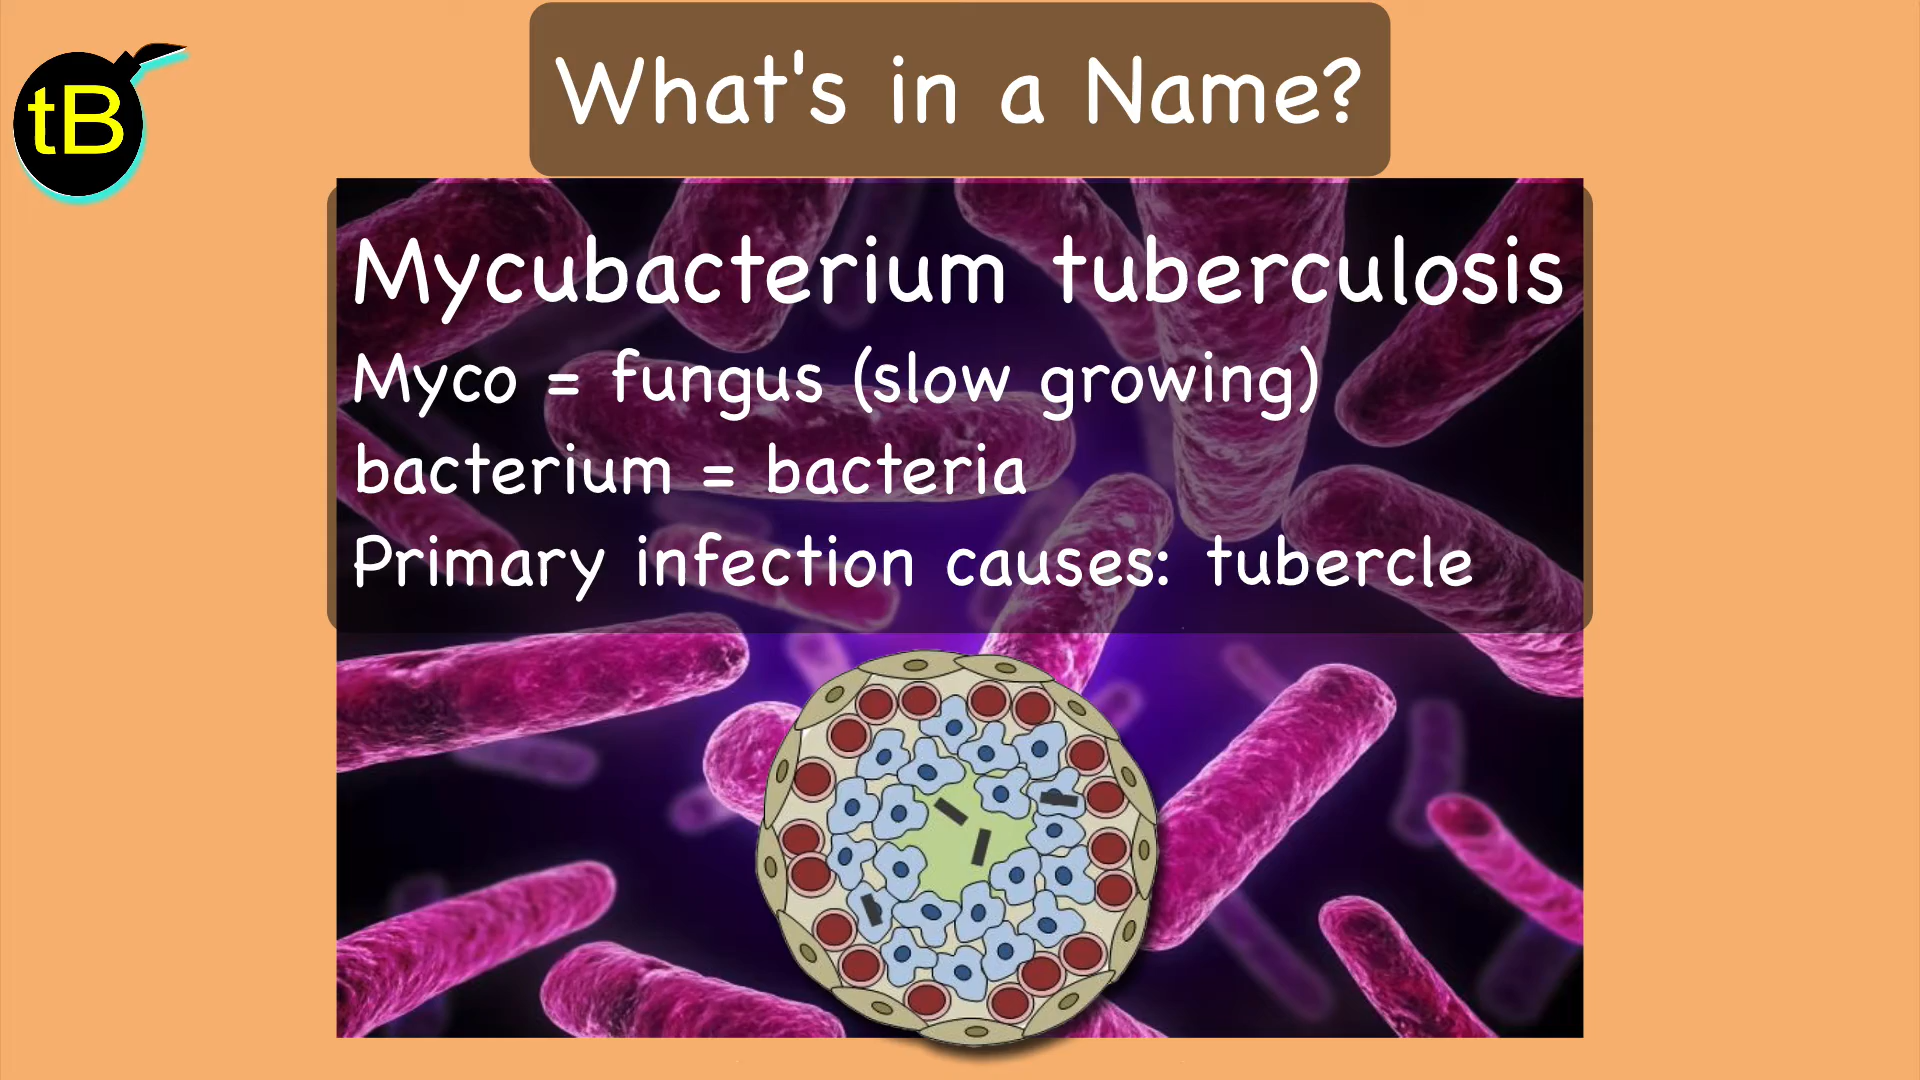 tB
What's in a Name?
Mycubacterium tuberculosis
Myco = fungus (slow growing)
bacterium = bacteria
Primary infection causes: tubercle